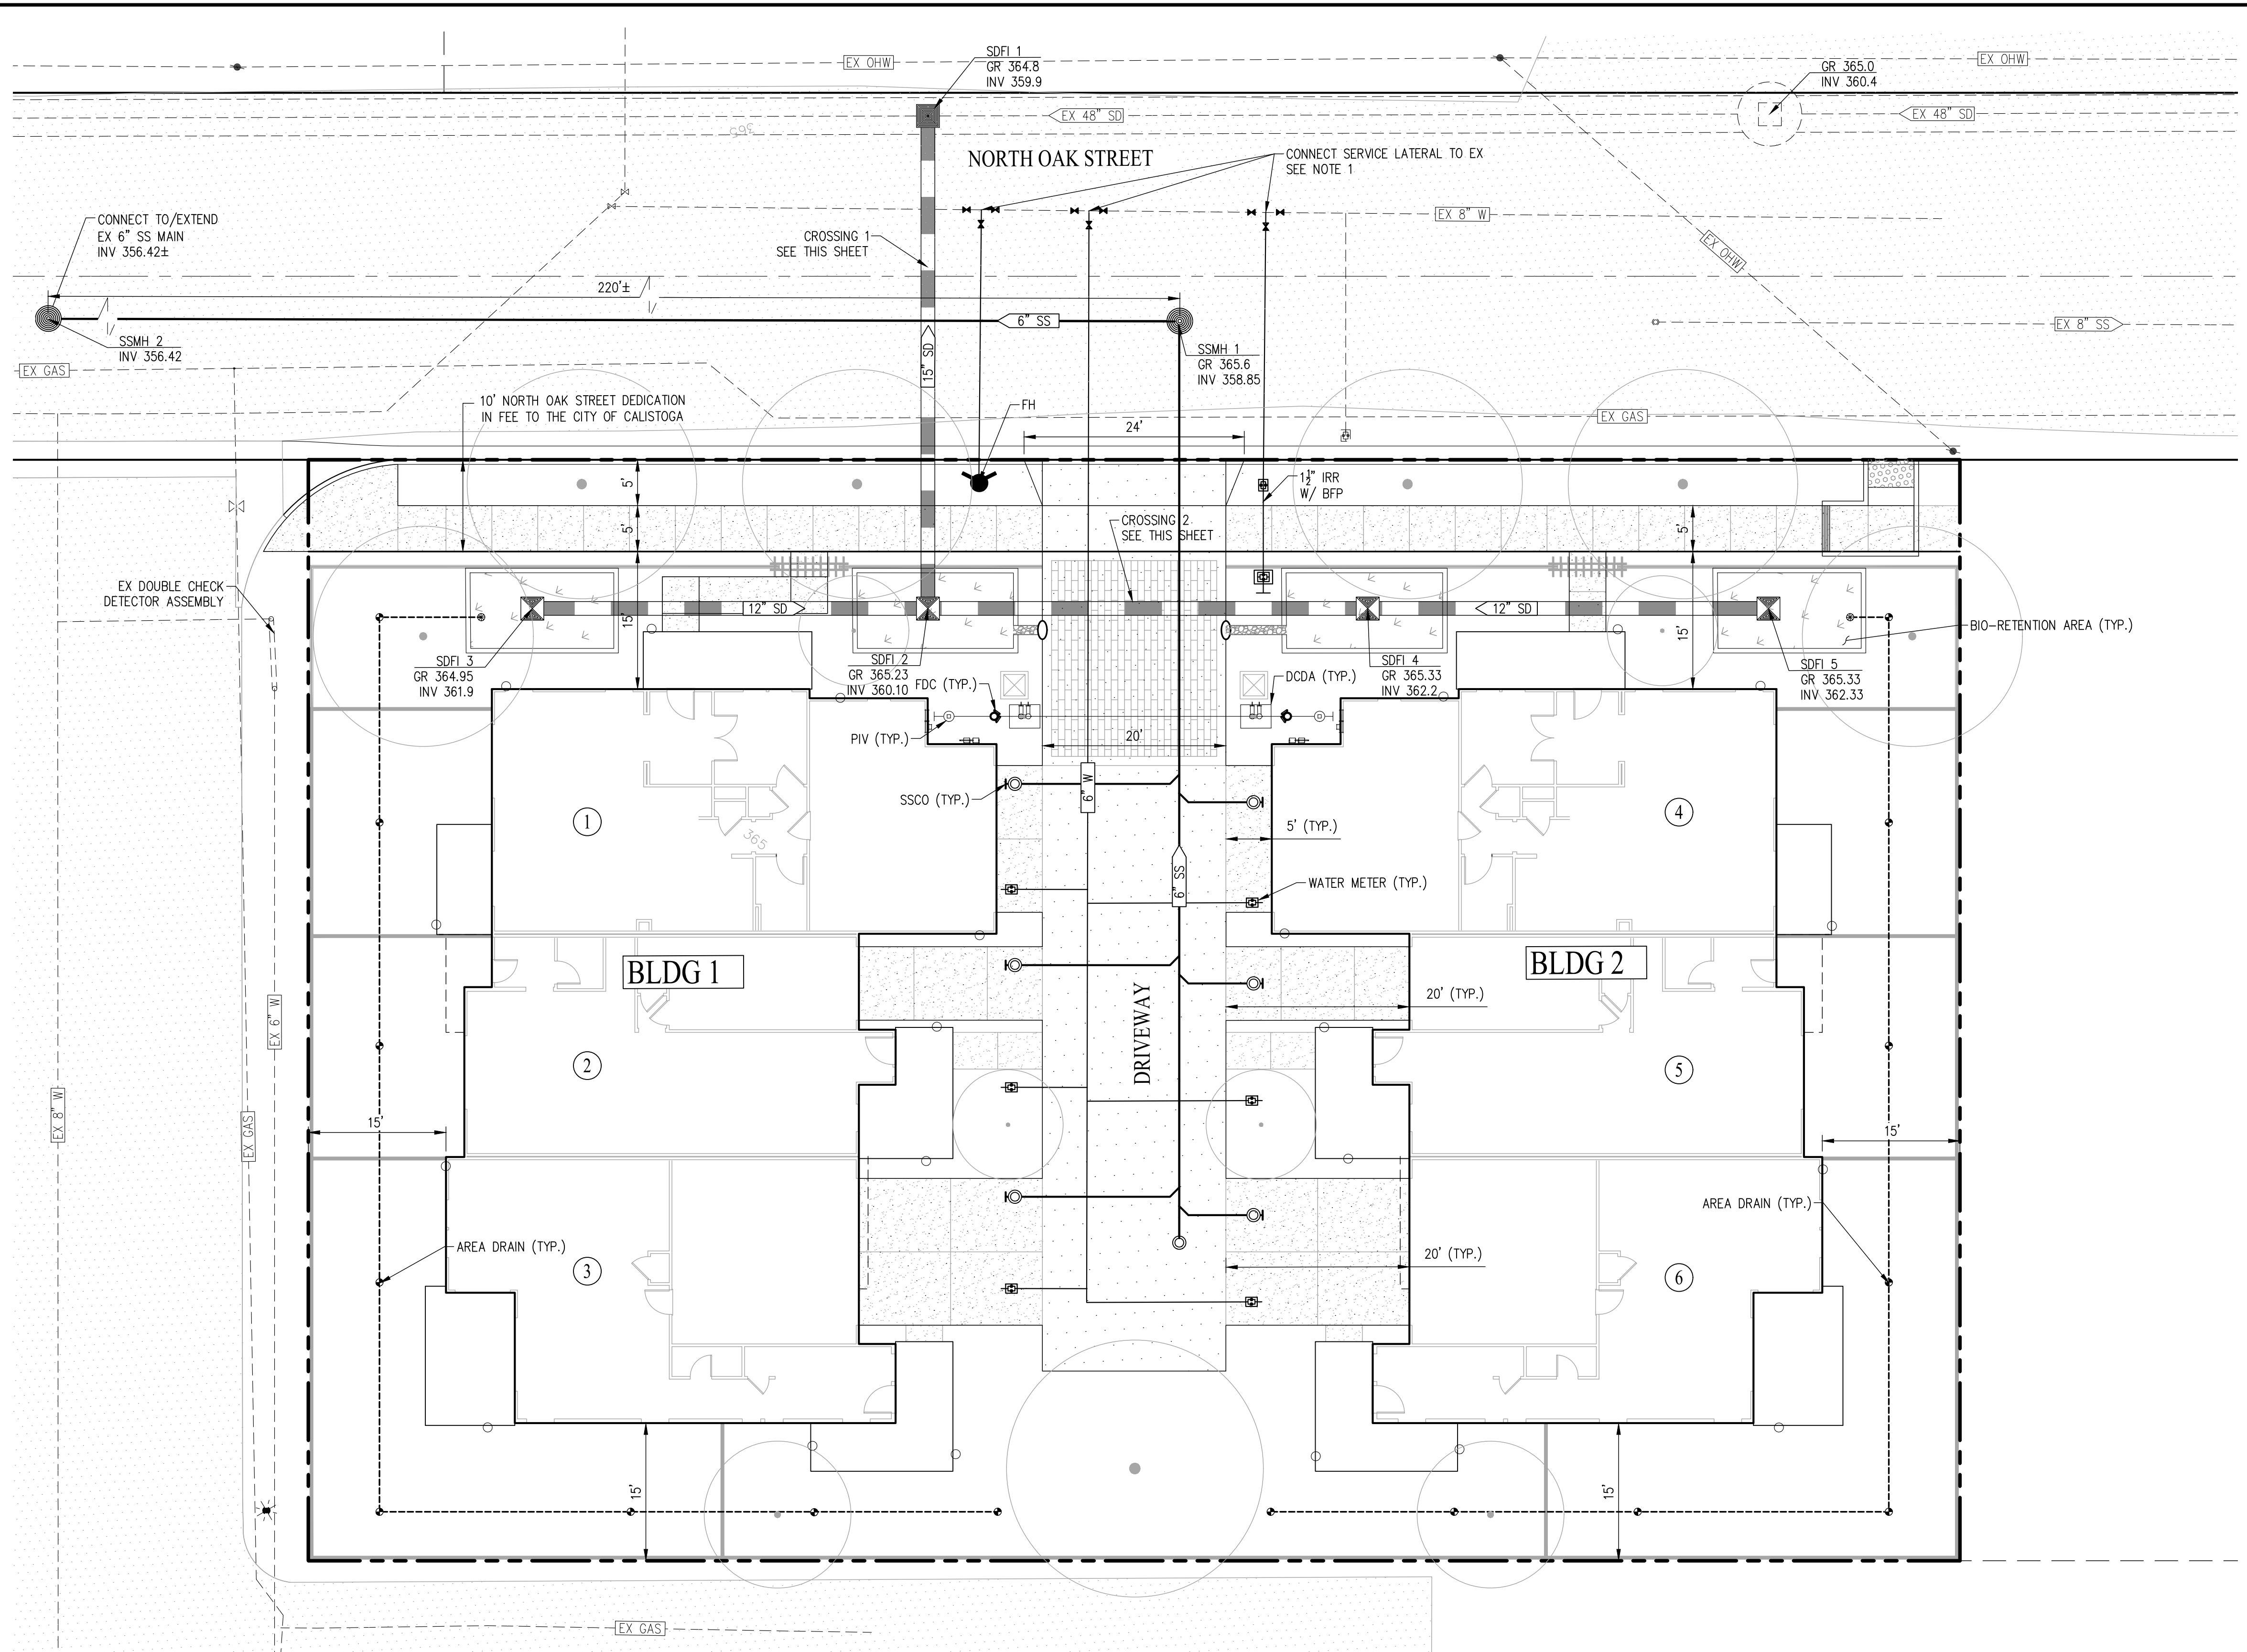 EX OHW
SDFI 1
GR 364.8
INV 359.9
GR 365.0
INV 360.4
EX OHW
EX 48" SD
EX 48" SD
365
NORTH OAK STREET
CONNECT SERVICE LATERAL TO EX
SEE NOTE 1
CONNECT TO/EXTEND
EX 6" SS MAIN
INV 356.42±
CROSSING 1
SEE THIS SHEET
EX 8" W
EX OHW
220'±
6" SS
EX 8" SS
SSMH 2
INV 356.42
SSMH 1
GR 365.6
INV 358.85
15" SD
EX GAS
10' NORTH OAK STREET DEDICATION
IN FEE TO THE CITY OF CALISTOGA
FH
24'
EX GAS
5'
5'
1½" IRR
W/ BFP
CROSSING 2
SEE THIS SHEET
5'
EX DOUBLE CHECK
DETECTOR ASSEMBLY
15'
12" SD
12" SD
15'
BIO-RETENTION AREA (TYP.)
SDFI 3
GR 364.95
INV 361.9
SDFI 2
GR 365.23
INV 360.10
FDC (TYP.)
DCDA (TYP.)
SDFI 4
GR 365.33
INV 362.2
SDFI 5
GR 365.33
INV 362.33
PIV (TYP.)
20'
SSCO (TYP.)
6" W
1
365
5' (TYP.)
4
6" SS
WATER METER (TYP.)
BLDG 1
BLDG 2
20' (TYP.)
EX 6" W
DRIVEWAY
2
5
EX 8" W
EX GAS
15'
15'
AREA DRAIN (TYP.)
AREA DRAIN (TYP.)
3
20' (TYP.)
6
15'
15'
EX GAS